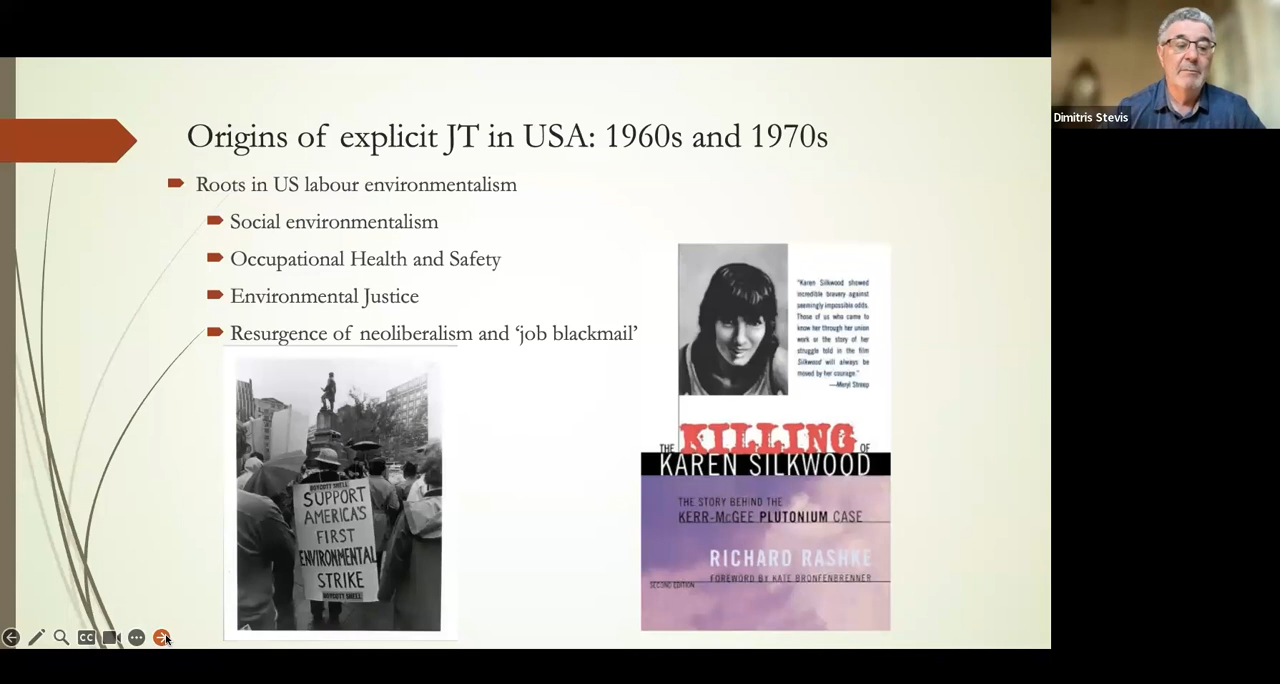 Origins of explicit JT in USA: 1960s and 1970s
Roots in US labour environmentalism
Social environmentalism
Occupational Health and Safety
Environmental Justice
Resurgence of neoliberalism and ‘job blackmail’
BOYCOTT SHELL
SUPPORT
AMERICA'S
FIRST
ENVIRONMENTAL
STRIKE
BOYCOTT SHELL
"Karen Silkwood showed
incredible bravery against
seemingly impossible odds.
Those of us who came to
know her through her union
work or the story of her
struggle told in the film
Silkwood will always be
moved by her courage."
—Meryl Streep
THE KILLING OF
KAREN SILKWOOD
THE STORY BEHIND THE
KERR-McGEE PLUTONIUM CASE
RICHARD RASHKE
SECOND EDITION
FOREWORD BY KATE BRONFENBRENNER
CC
Dimitris Stevis